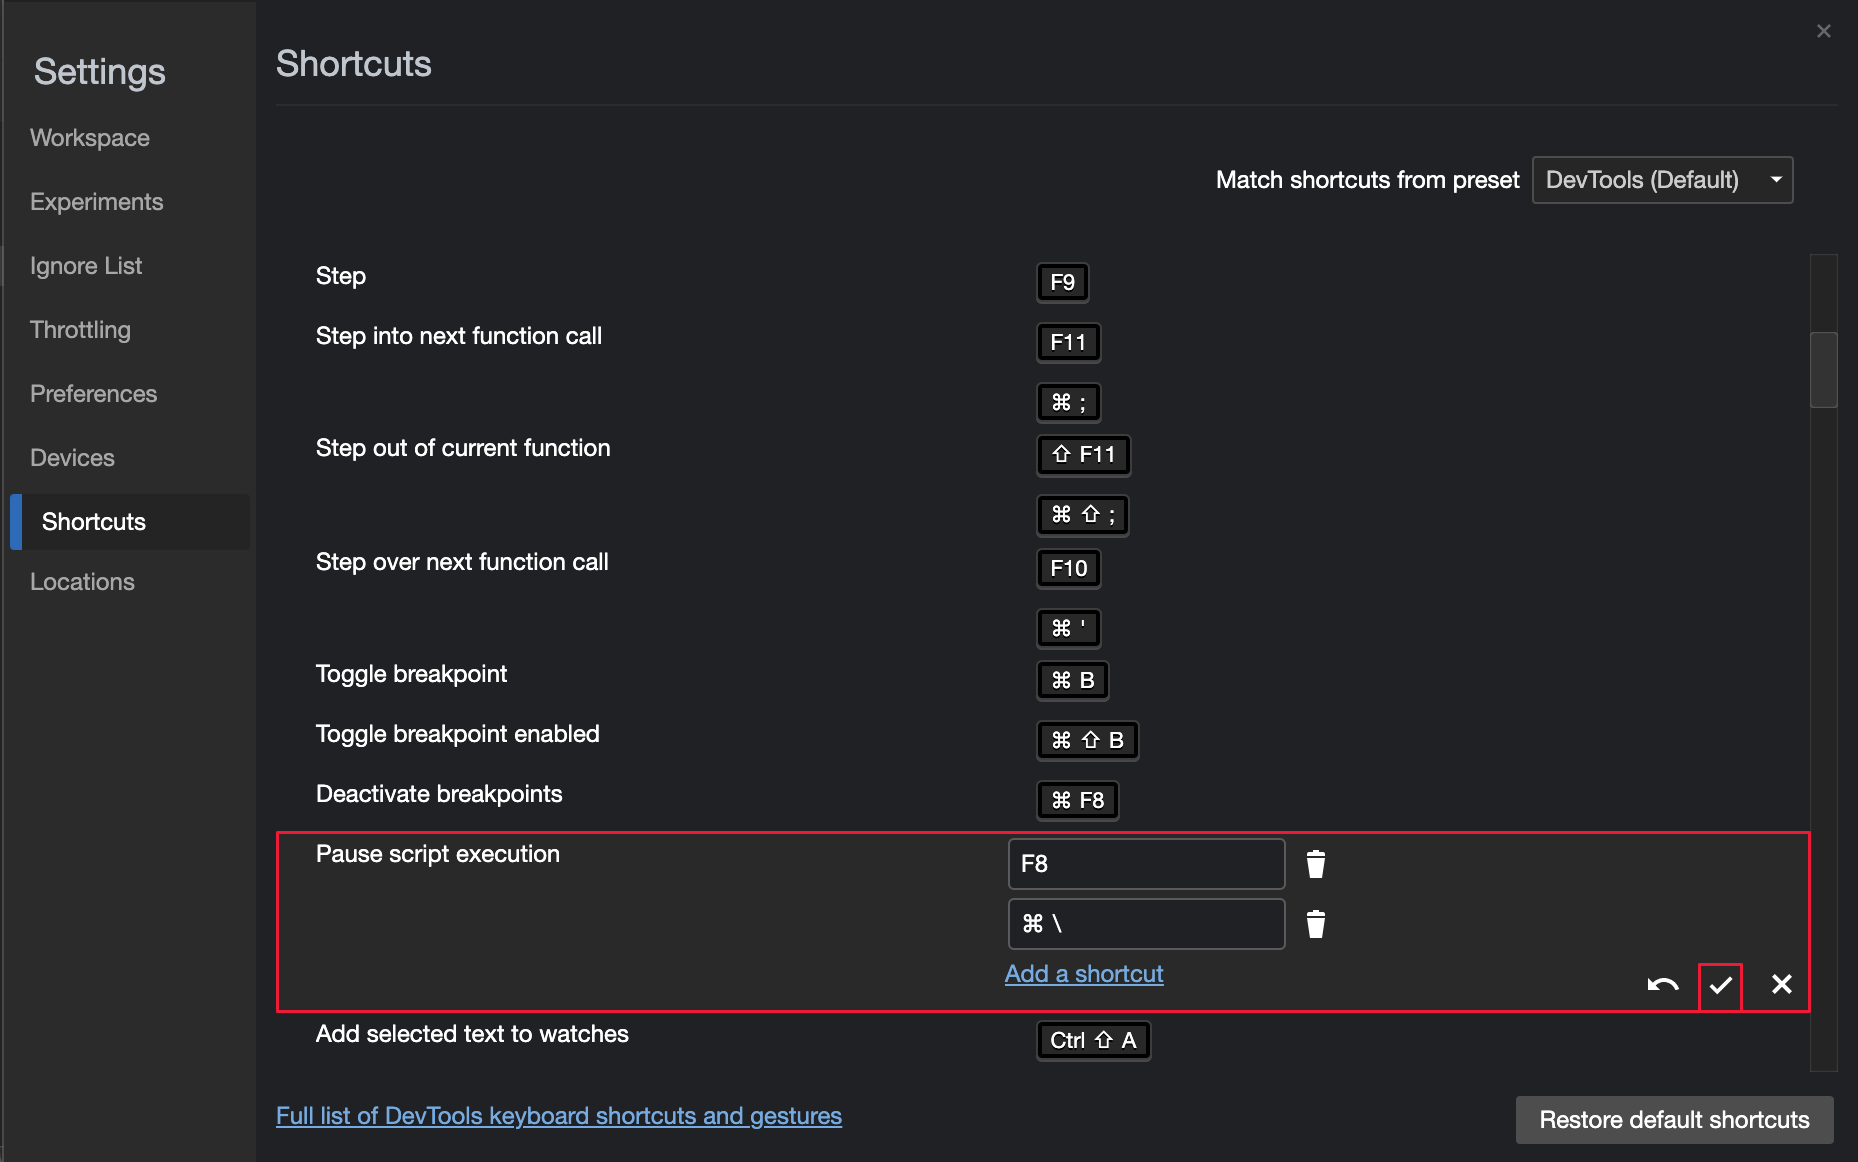 Settings
Workspace
Experiments
Ignore List
Throttling
Preferences
Devices
Shortcuts
Locations
Shortcuts
Match shortcuts from preset DevTools (Default)
Step F9
Step into next function call F11
⌘ ;
Step out of current function ⇧ F11
⌘ ⇧ ;
Step over next function call F10
⌘ '
Toggle breakpoint ⌘ B
Toggle breakpoint enabled ⌘ ⇧ B
Deactivate breakpoints ⌘ F8
Pause script execution F8
⌘ \
Add a shortcut
Add selected text to watches Ctrl ⇧ A
Full list of DevTools keyboard shortcuts and gestures
Restore default shortcuts